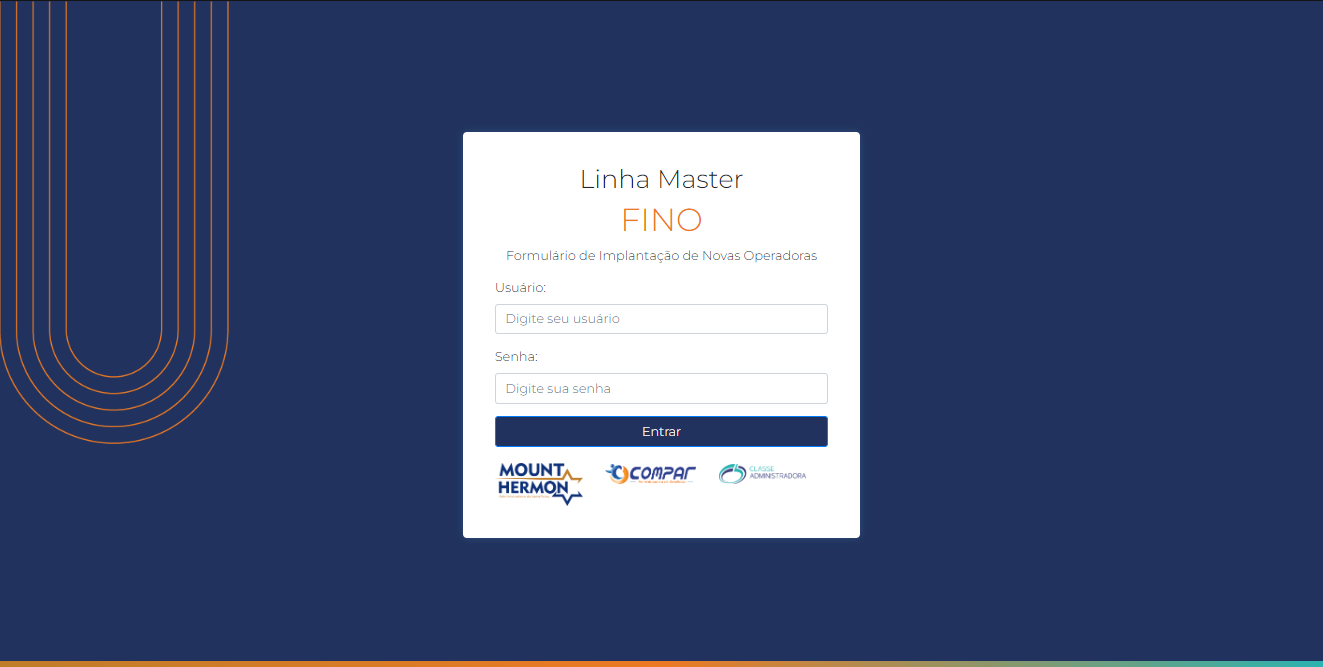 Linha Master
FINO
Formulário de Implantação de Novas Operadoras
Usuário:
Digite seu usuário
Senha:
Digite sua senha
Entrar
MOUNT
HERMON
COMPAR
CLASSE
ADMINISTRADORA